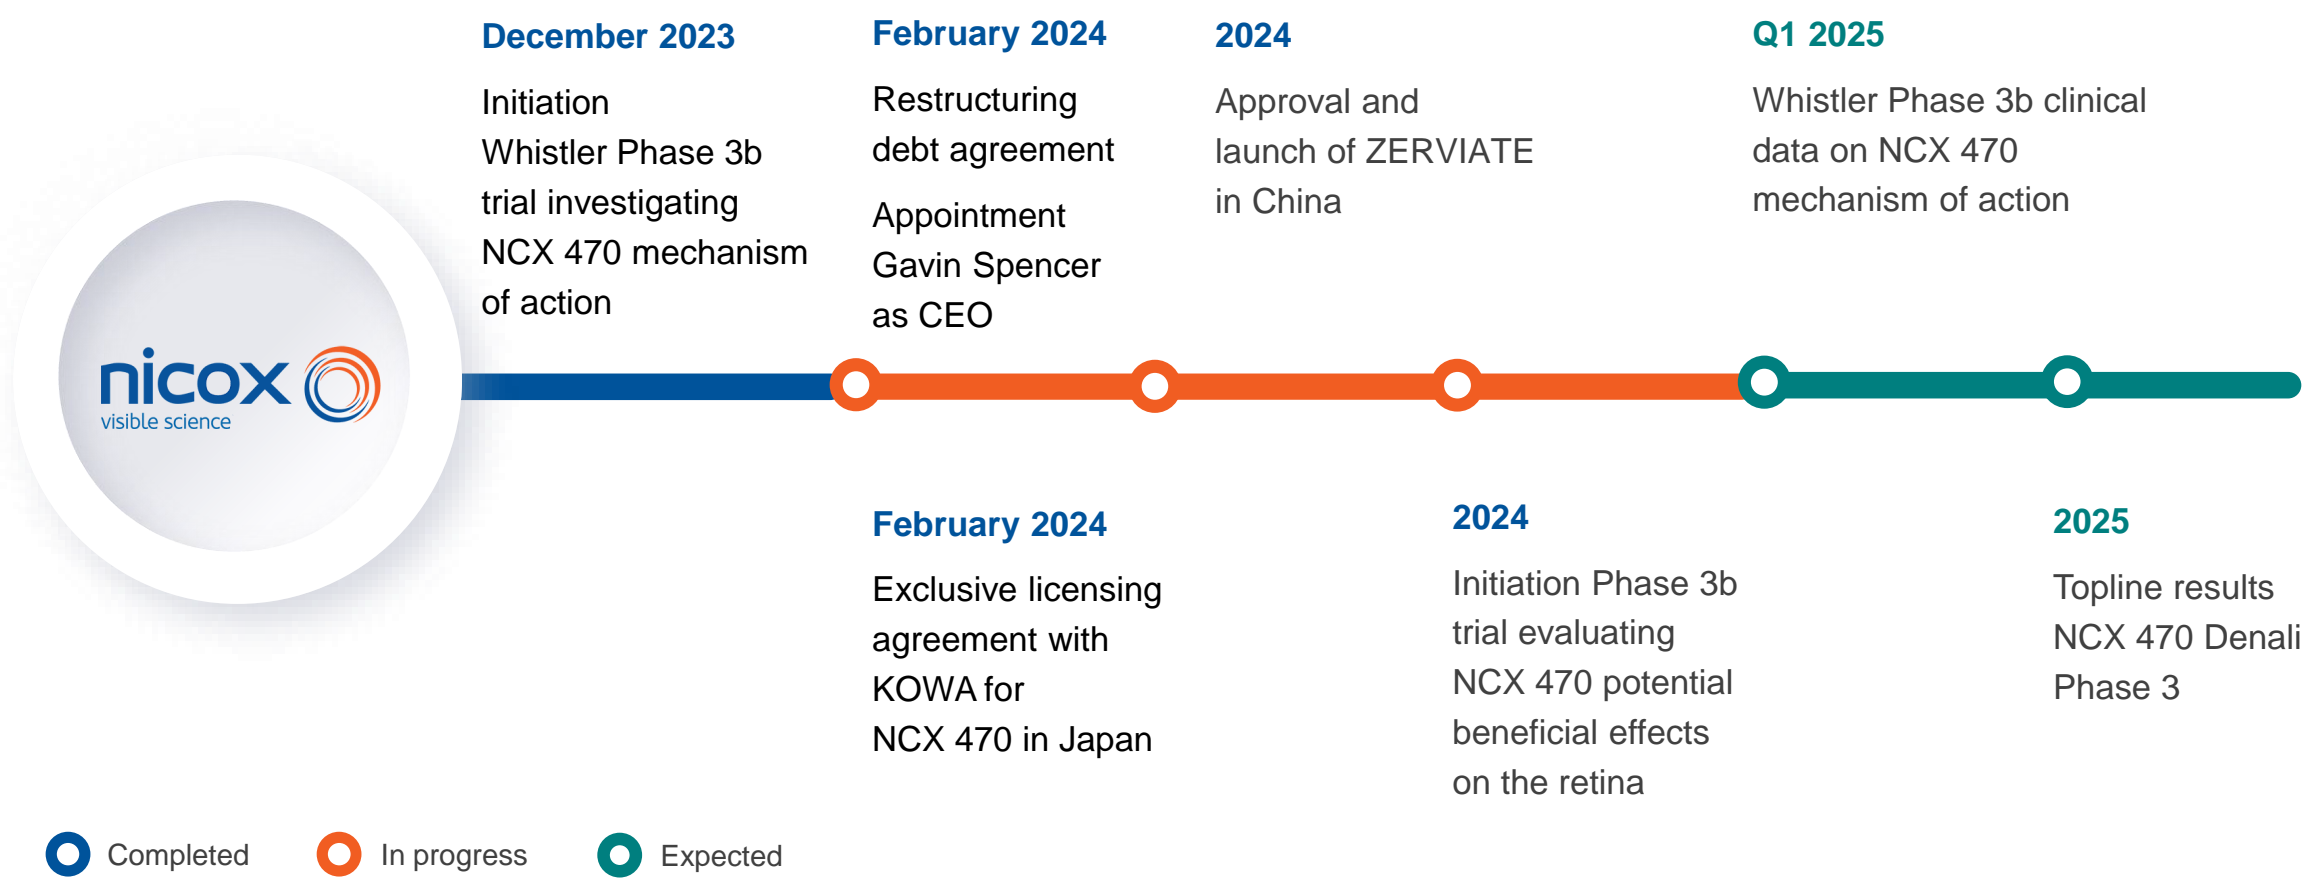 December 2023
Initiation
Whistler Phase 3b
trial investigating
NCX 470 mechanism
of action
February 2024
Restructuring
debt agreement
Appointment
Gavin Spencer
as CEO
2024
Approval and
launch of ZERVIATE
in China
Q1 2025
Whistler Phase 3b clinical
data on NCX 470
mechanism of action
nicox
visible science
February 2024
Exclusive licensing
agreement with
KOWA for
NCX 470 in Japan
2024
Initiation Phase 3b
trial evaluating
NCX 470 potential
beneficial effects
on the retina
2025
Topline results
NCX 470 Denali
Phase 3
Completed
In progress
Expected